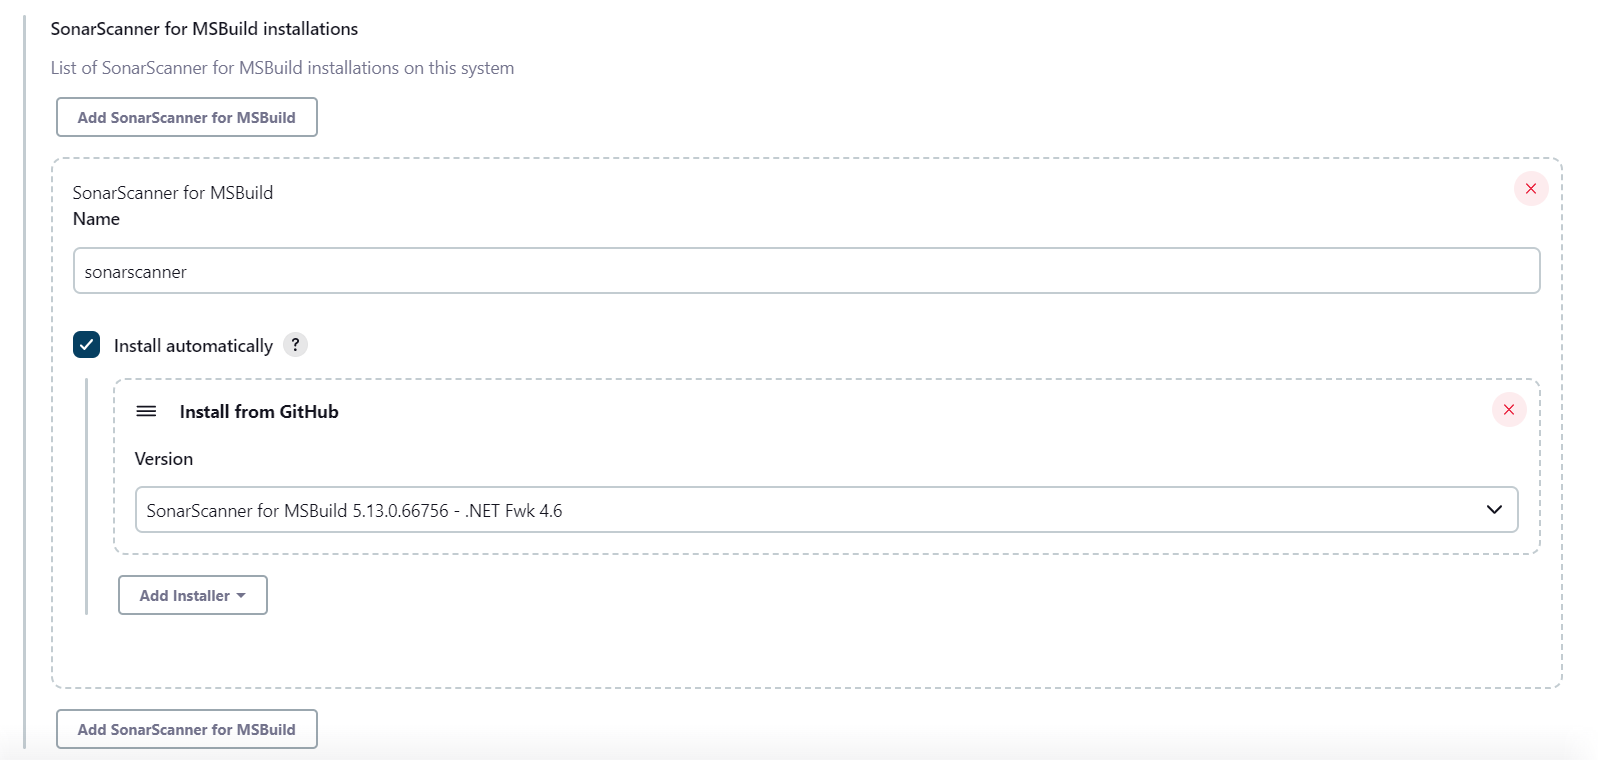 SonarScanner for MSBuild installations
List of SonarScanner for MSBuild installations on this system
Add SonarScanner for MSBuild
SonarScanner for MSBuild
Name
sonarscanner
Install automatically ?
Install from GitHub
Version
SonarScanner for MSBuild 5.13.0.66756 - .NET Fwk 4.6
Add Installer
Add SonarScanner for MSBuild